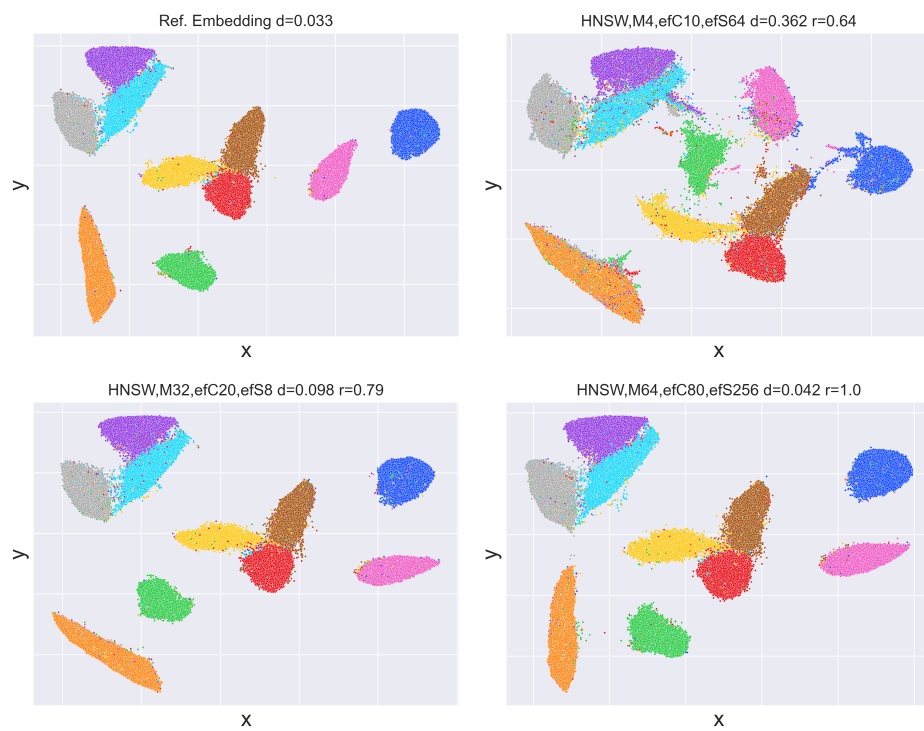 Ref. Embedding d=0.033
y
x
HNSW,M4,efC10,efS64 d=0.362 r=0.64
y
x
HNSW,M32,efC20,efS8 d=0.098 r=0.79
y
x
HNSW,M64,efC80,efS256 d=0.042 r=1.0
y
x